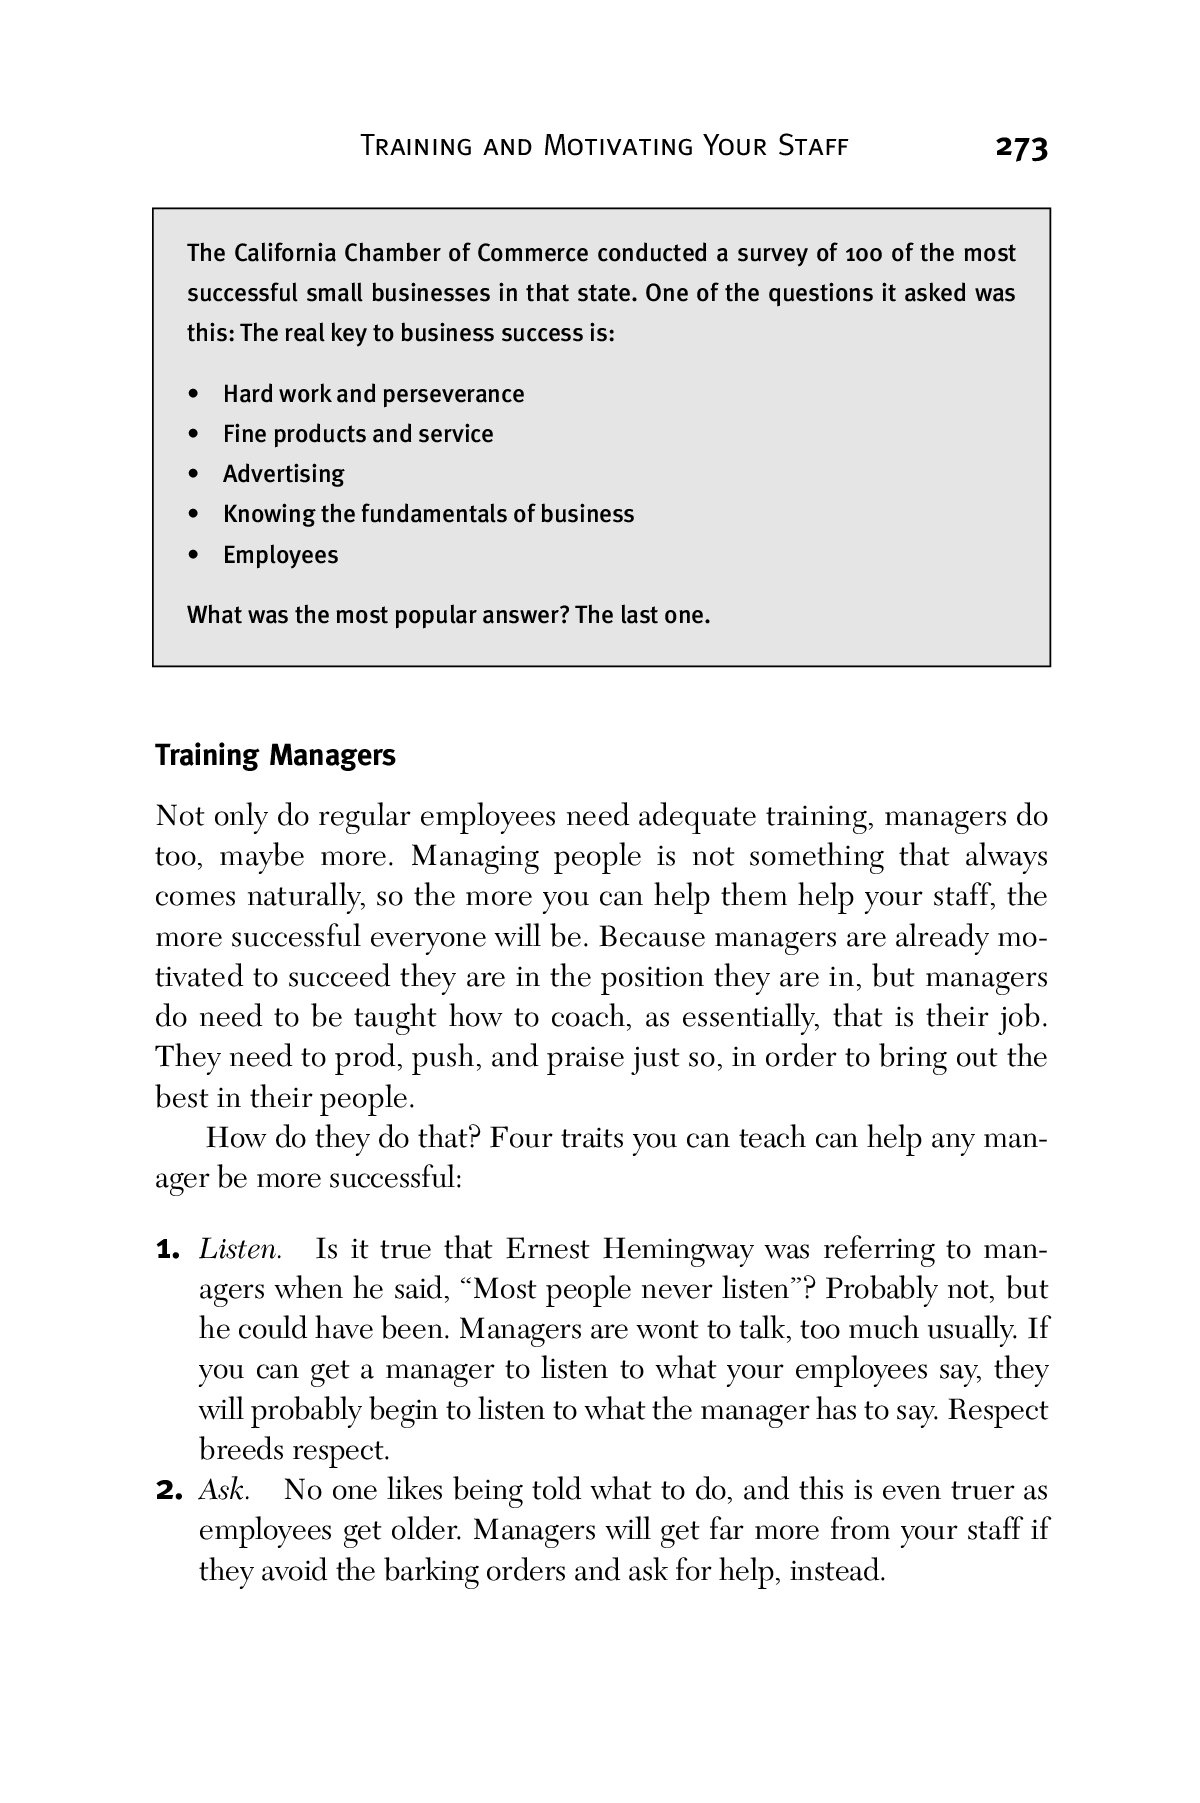 Training and Motivating Your Staff 273
The California Chamber of Commerce conducted a survey of 100 of the most
successful small businesses in that state. One of the questions it asked was
this: The real key to business success is:
• Hard work and perseverance
• Fine products and service
• Advertising
• Knowing the fundamentals of business
• Employees
What was the most popular answer? The last one.
Training Managers
Not only do regular employees need adequate training, managers do
too, maybe more. Managing people is not something that always
comes naturally, so the more you can help them help your staff, the
more successful everyone will be. Because managers are already mo-
tivated to succeed they are in the position they are in, but managers
do need to be taught how to coach, as essentially, that is their job.
They need to prod, push, and praise just so, in order to bring out the
best in their people.
How do they do that? Four traits you can teach can help any man-
ager be more successful:
1. Listen. Is it true that Ernest Hemingway was referring to man-
agers when he said, “Most people never listen”? Probably not, but
he could have been. Managers are wont to talk, too much usually. If
you can get a manager to listen to what your employees say, they
will probably begin to listen to what the manager has to say. Respect
breeds respect.
2. Ask. No one likes being told what to do, and this is even truer as
employees get older. Managers will get far more from your staff if
they avoid the barking orders and ask for help, instead.